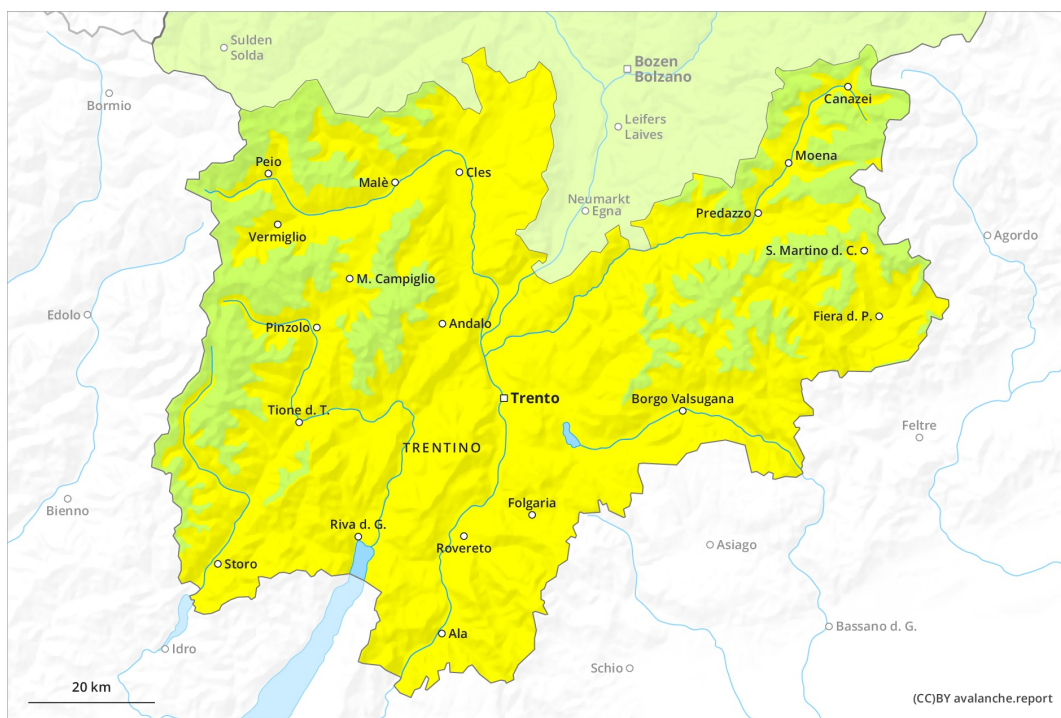 Sulden
Solda
Bozen
Bolzano
Bormio
Canazei
Leifers
Laives
Moena
Peio
Malè
Cles
Neumarkt
Egna
Predazzo
Vermiglio
Agordo
S. Martino d. C.
M. Campiglio
Edolo
Pinzolo
Andalo
Fiera d. P.
Trento
Borgo Valsugana
Tione d. T.
Feltre
TRENTINO
Bienno
Folgaria
Riva d. G.
Rovereto
Asiago
Storo
Ala
Bassano d. G.
Idro
Schio
20 km
(CC)BY avalanche.report